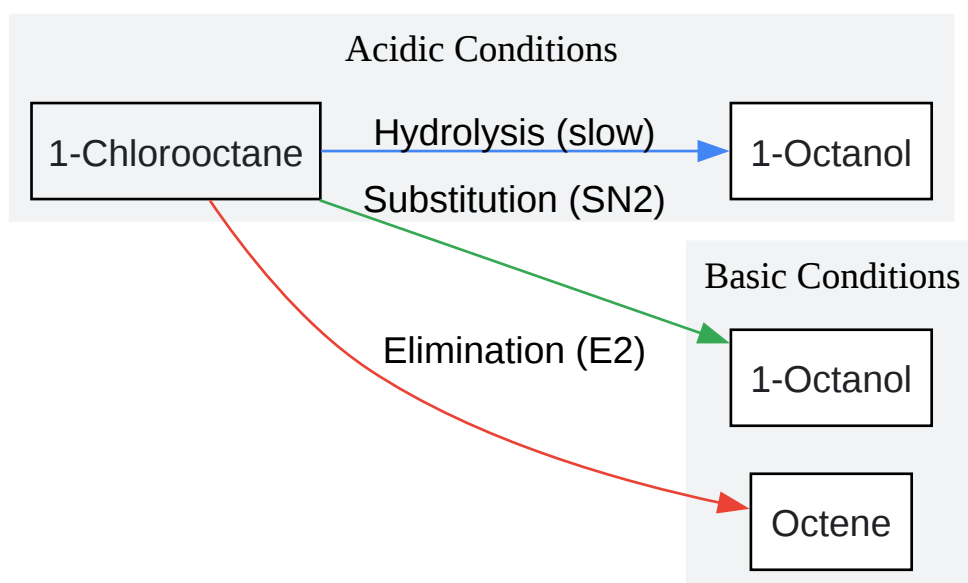 Acidic Conditions
1-Chlorooctane
Hydrolysis (slow)
1-Octanol
Substitution (SN2)
Basic Conditions
Elimination (E2)
1-Octanol
Octene